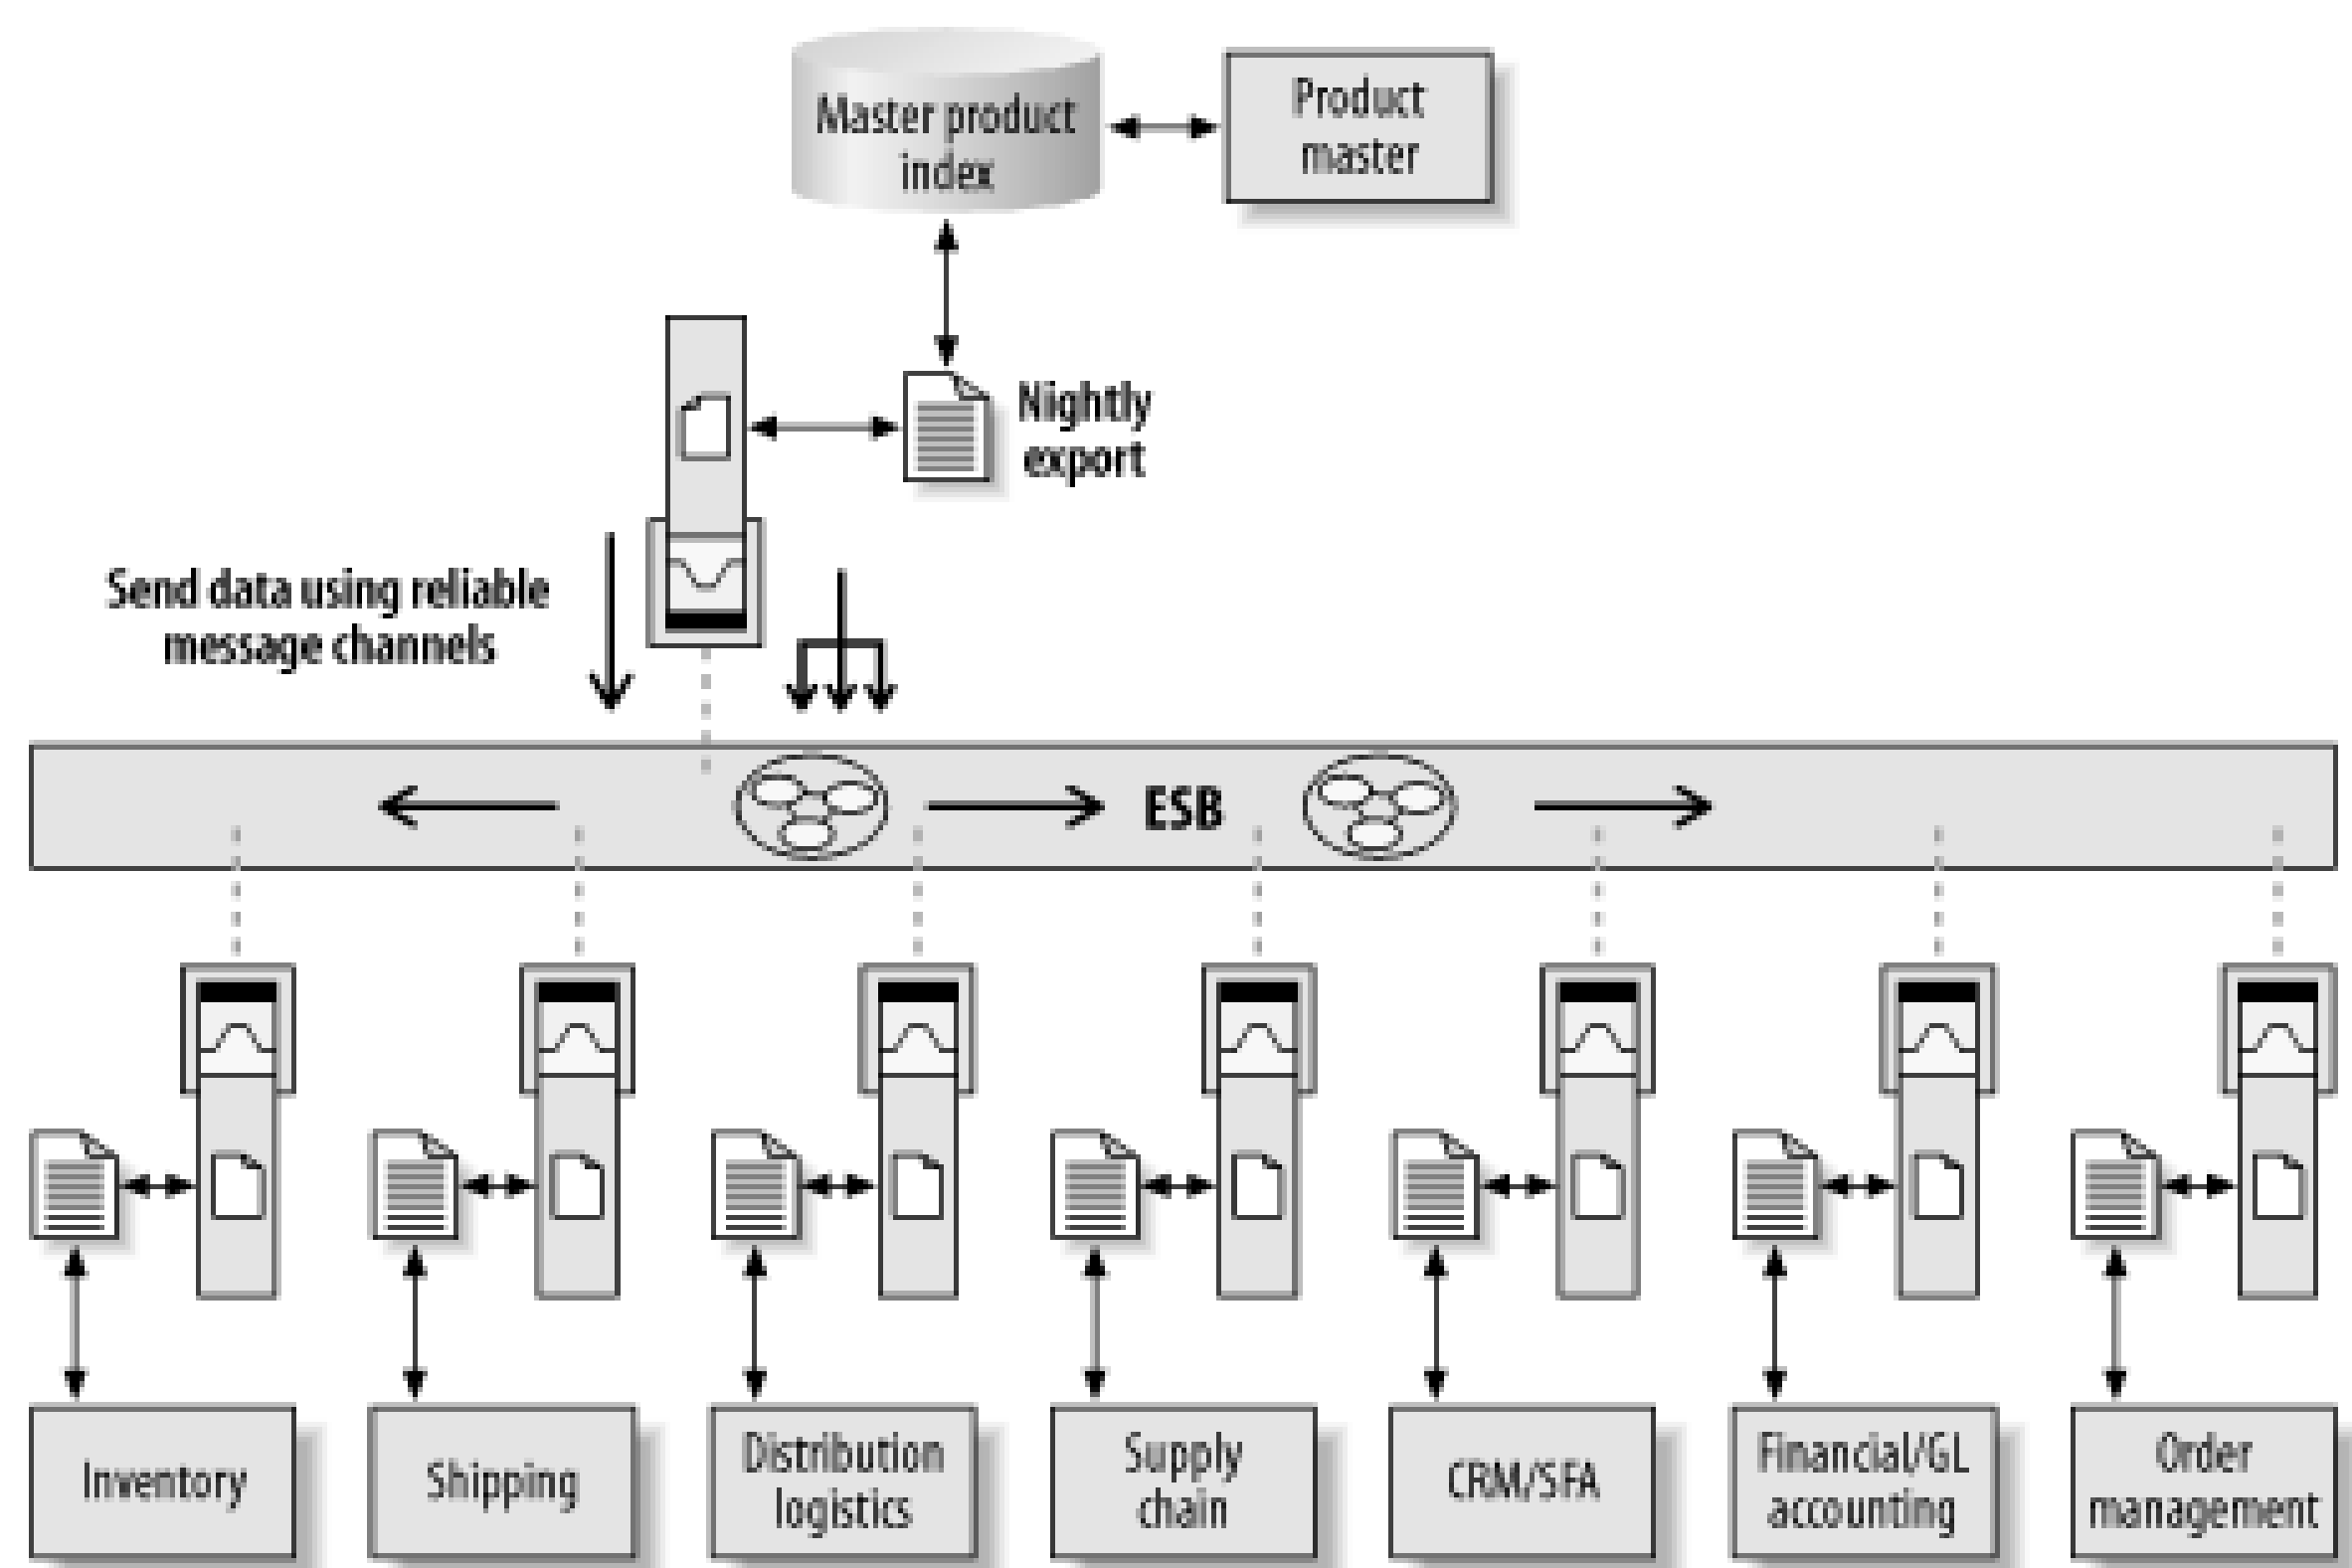 Master product
index
Product
master
Nightly
export
Send data using reliable
message channels
ESB
Inventory
Shipping
Distribution
logistics
Supply
chain
CRM/SFA
Financial/GL
accounting
Order
management